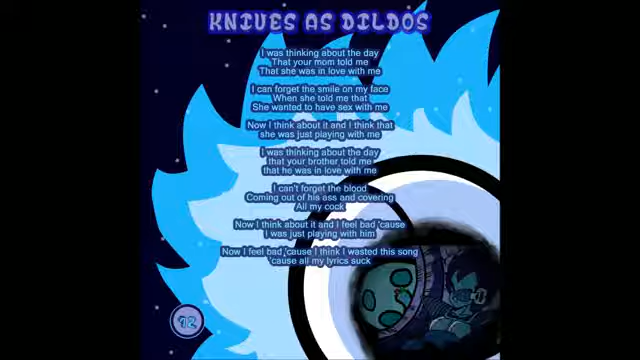 KNIVES AS DILDOS
I was thinking about the day
That your mom told me
That she was in love with me
I can forget the smile on my face
When she told me that
She wanted to have sex with me
Now I think about it and I think that
she was just playing with me
I was thinking about the day
that your brother told me
that he was in love with me
I can't forget the blood
Coming out of his ass and covering
All my cock
Now I think about it and I feel bad 'cause
I was just playing with him
Now I feel bad 'cause I think I wasted this song
'cause all my lyrics suck
12